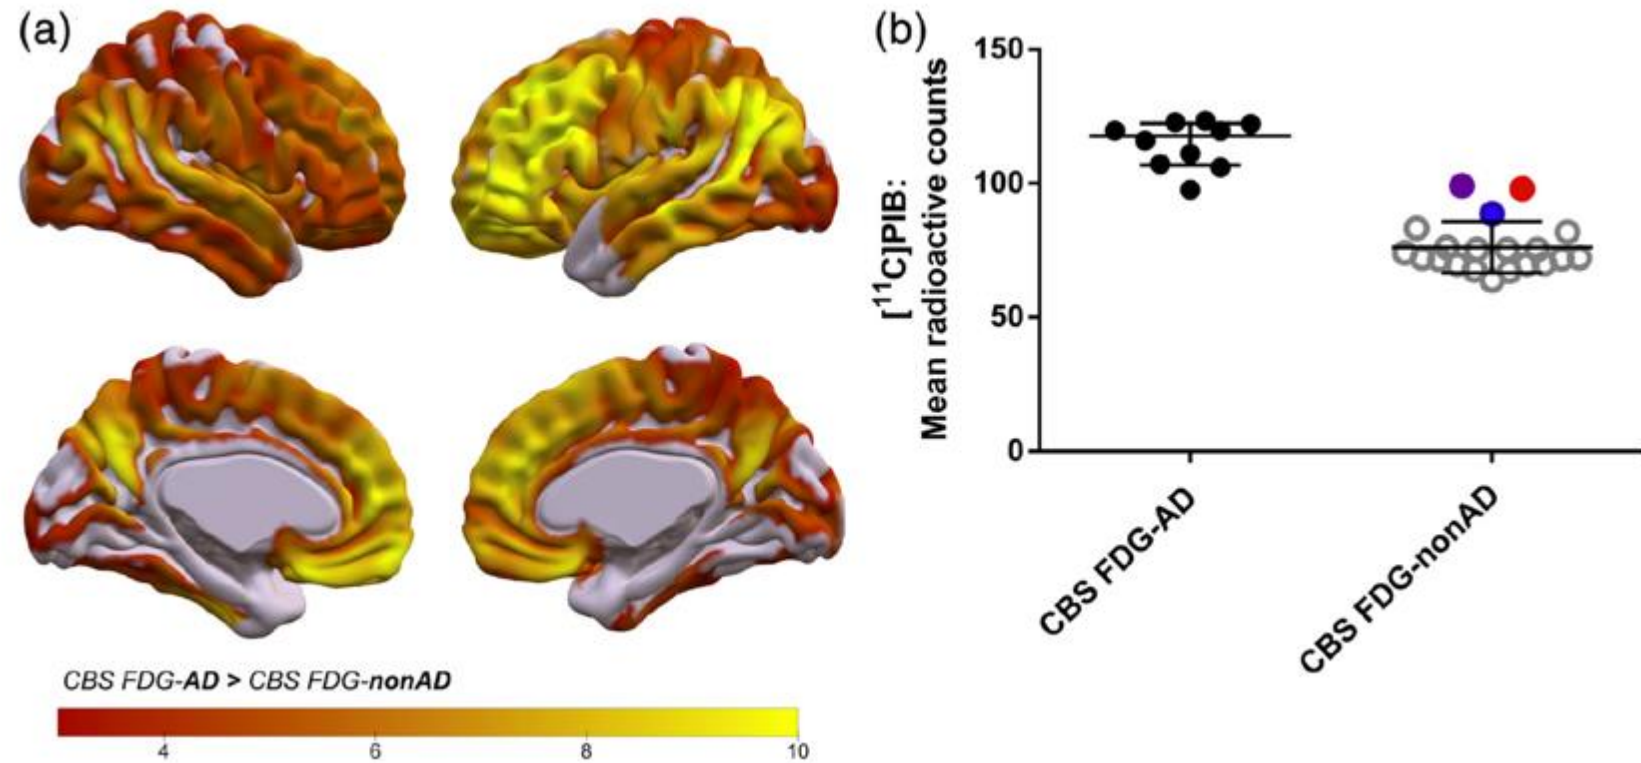 (a)
CBS FDG-AD > CBS FDG-nonAD
4 6 8 10
(b)
[¹¹C]PIB:
Mean radioactive counts
150
100
50
0
CBS FDG-AD
CBS FDG-nonAD